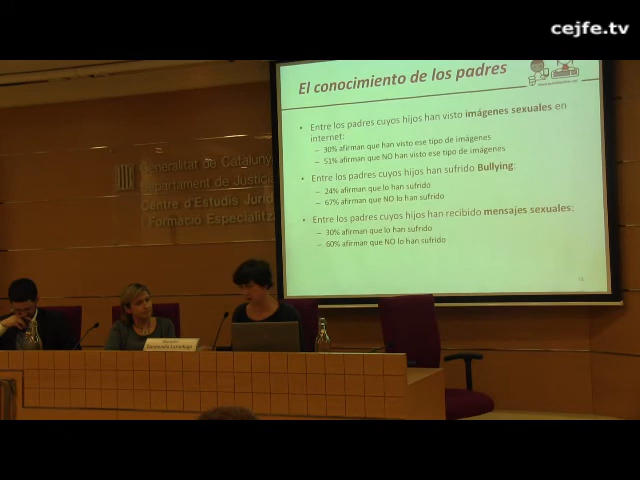 cejfe.tv
El conocimiento de los padres
• Entre los padres cuyos hijos han visto imágenes sexuales en
internet:
– 30% afirman que han visto ese tipo de imágenes
– 51% afirman que NO han visto ese tipo de imágenes
• Entre los padres cuyos hijos han sufrido Bullying:
– 24% afirman que lo han sufrido
– 67% afirman que NO lo han sufrido
• Entre los padres cuyos hijos han recibido mensajes sexuales:
– 30% afirman que lo han sufrido
– 60% afirman que NO lo han sufrido
Generalitat de Catalunya
Departament de Justícia
Centre d'Estudis Jurídi
i Formació Especialitza